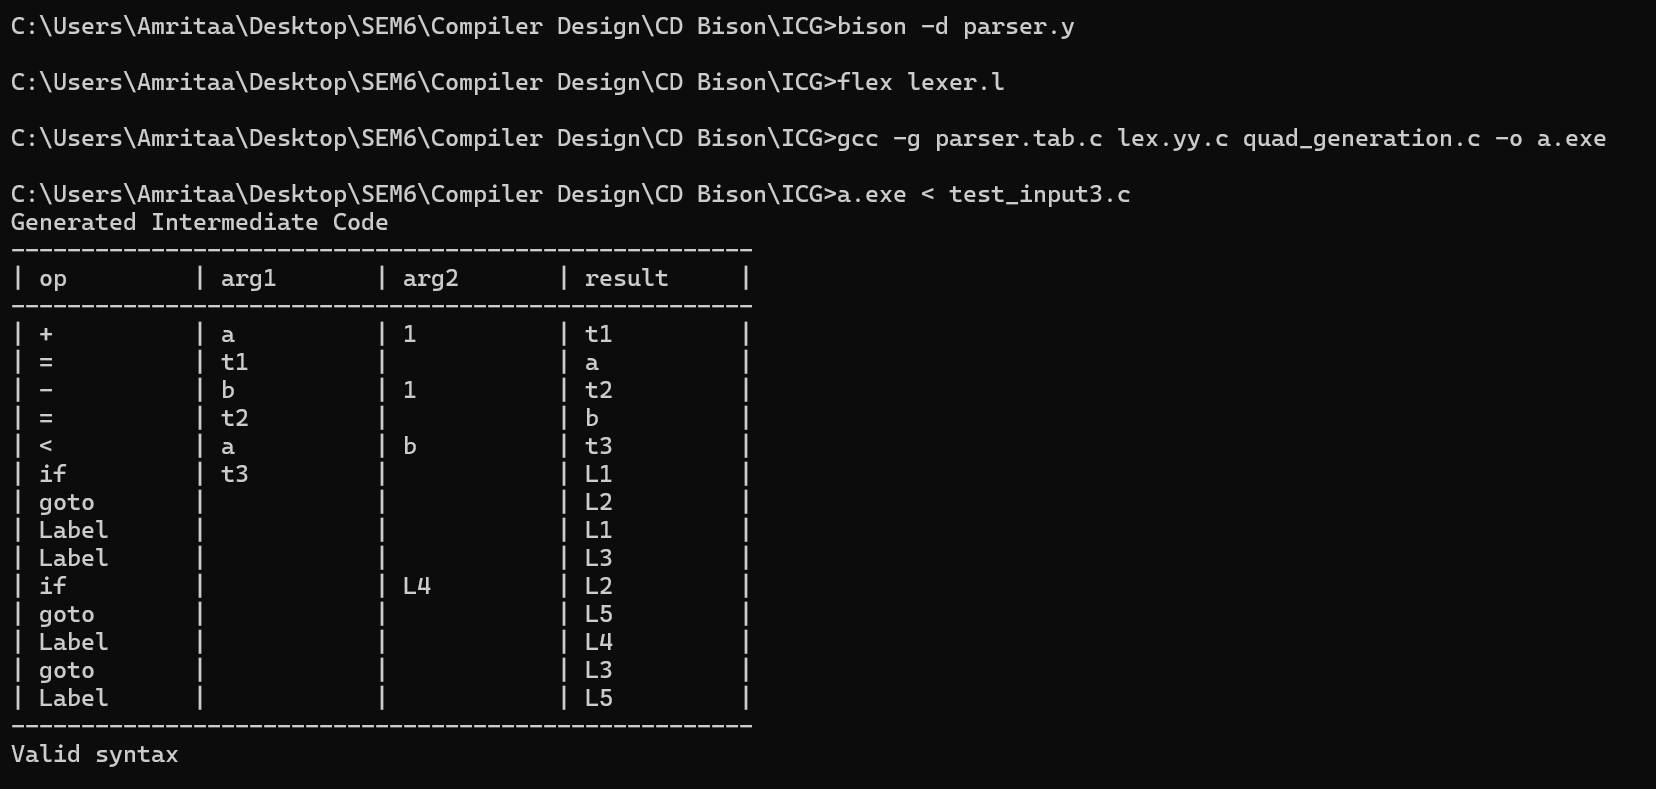 C:\Users\Amritaa\Desktop\SEM6\Compiler Design\CD Bison\ICG>bison -d parser.y
C:\Users\Amritaa\Desktop\SEM6\Compiler Design\CD Bison\ICG>flex lexer.l
C:\Users\Amritaa\Desktop\SEM6\Compiler Design\CD Bison\ICG>gcc -g parser.tab.c lex.yy.c quad_generation.c -o a.exe
C:\Users\Amritaa\Desktop\SEM6\Compiler Design\CD Bison\ICG>a.exe < test_input3.c
Generated Intermediate Code
-----------------------------------------------------
| op         | arg1       | arg2       | result     |
-----------------------------------------------------
| +          | a          | 1          | t1         |
| =          | t1         |            | a          |
| -          | b          | 1          | t2         |
| =          | t2         |            | b          |
| <          | a          | b          | t3         |
| if         | t3         |            | L1         |
| goto       |            |            | L2         |
| Label      |            |            | L1         |
| Label      |            |            | L3         |
| if         |            | L4         | L2         |
| goto       |            |            | L5         |
| Label      |            |            | L4         |
| goto       |            |            | L3         |
| Label      |            |            | L5         |
-----------------------------------------------------
Valid syntax